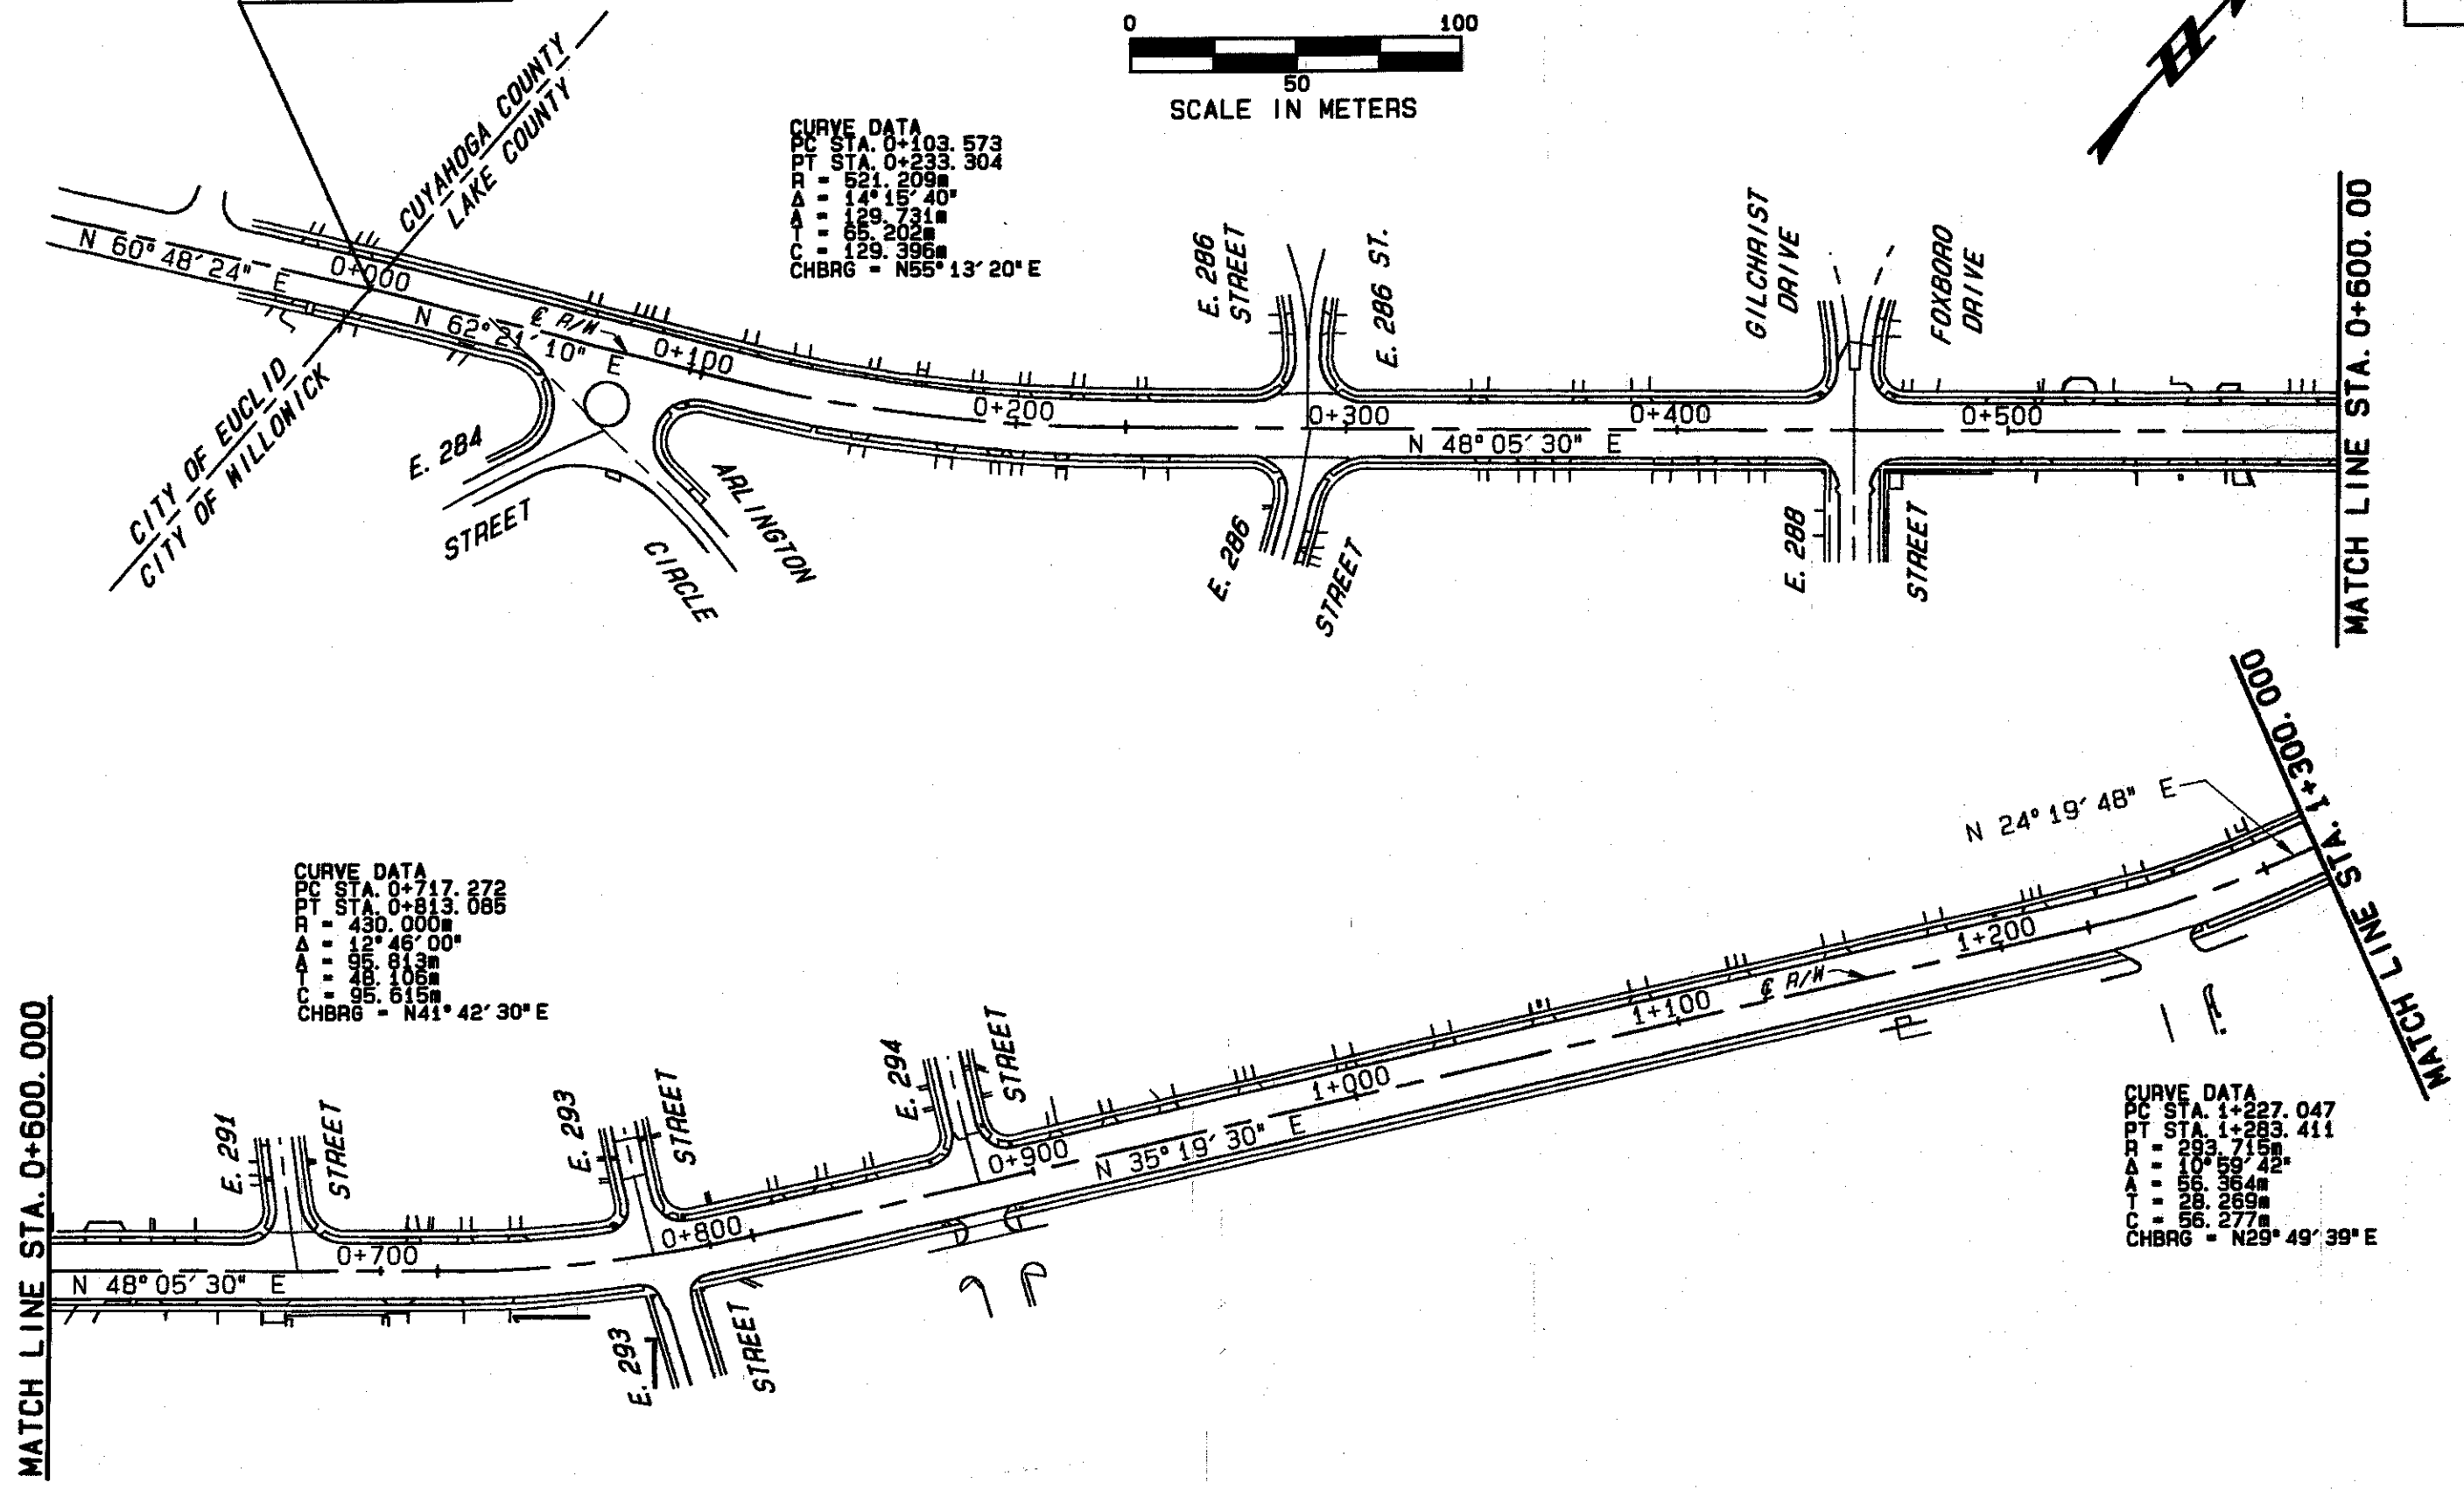 0 100
50
SCALE IN METERS
CUYAHOGA COUNTY
LAKE COUNTY
CITY OF EUCLID
CITY OF WILLOWICK
CURVE DATA
PC STA. 0+103.573
PT STA. 0+233.304
R = 521.209m
Δ = 14°15'40"
A = 129.731m
T = 65.202m
C = 129.396m
CHBRG = N55°13'20"E
N 60°48'24" E
0+000
N 62°21'10" E
℄ R/W
0+100
0+200
0+300
0+400
0+500
N 48°05'30" E
E. 284
STREET
ARLINGTON
CIRCLE
E. 286
STREET
E. 286 ST.
E. 286
STREET
GILCHRIST
DRIVE
FOXBORO
DRIVE
E. 288
STREET
MATCH LINE STA. 0+600.00
MATCH LINE STA. 0+600.000
CURVE DATA
PC STA. 0+717.272
PT STA. 0+813.085
R = 430.000m
Δ = 12°46'00"
A = 95.813m
T = 48.106m
C = 95.615m
CHBRG = N41°42'30"E
E. 291
STREET
E. 293
STREET
E. 294
STREET
N 48°05'30" E
0+700
0+800
0+900
N 35°19'30" E
1+000
1+100
℄ R/W
1+200
E. 293
STREET
N 24°19'48" E
MATCH LINE STA. 1+300.000
CURVE DATA
PC STA. 1+227.047
PT STA. 1+283.411
R = 293.715m
Δ = 10°59'42"
A = 56.364m
T = 28.269m
C = 56.277m
CHBRG = N29°49'39"E